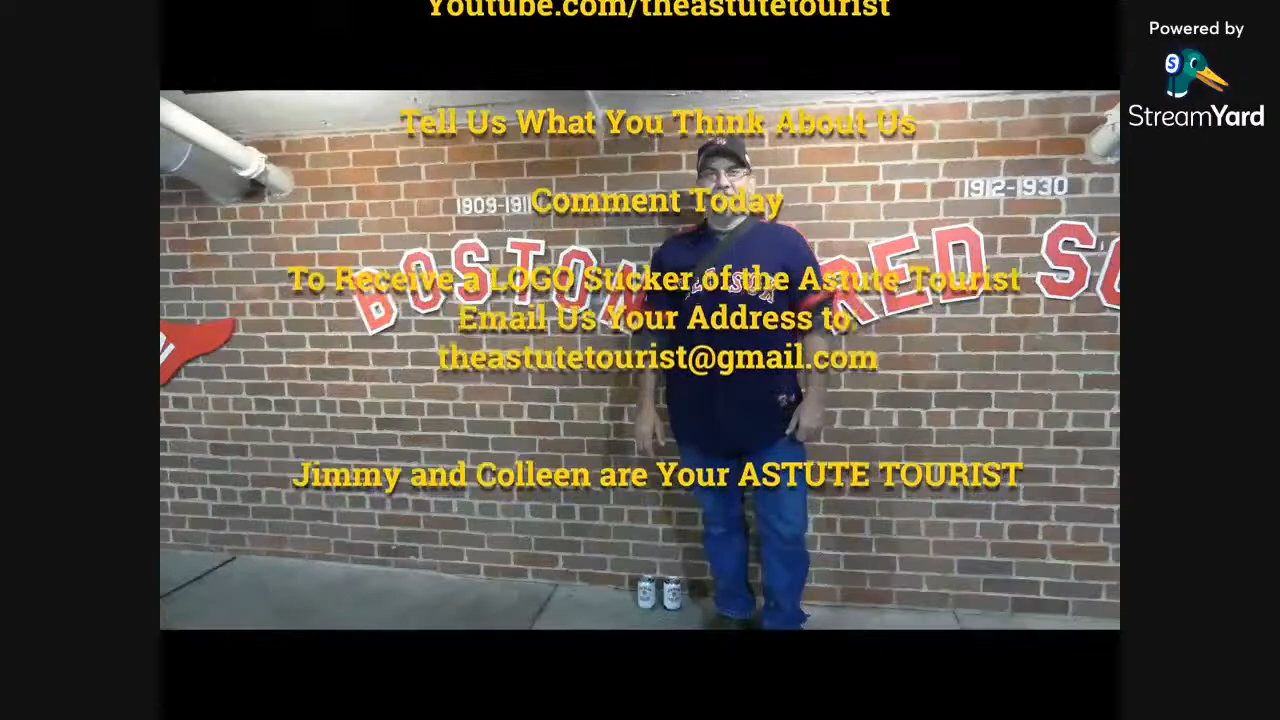 Youtube.com/theastutetourist
Powered by
StreamYard
Tell Us What You Think About Us
Comment Today
1909-191
1912-1930
BOSTON RED SO
To Receive a LOGO Sticker of the Astute Tourist
Email Us Your Address to:
theastutetourist@gmail.com
Jimmy and Colleen are Your ASTUTE TOURIST